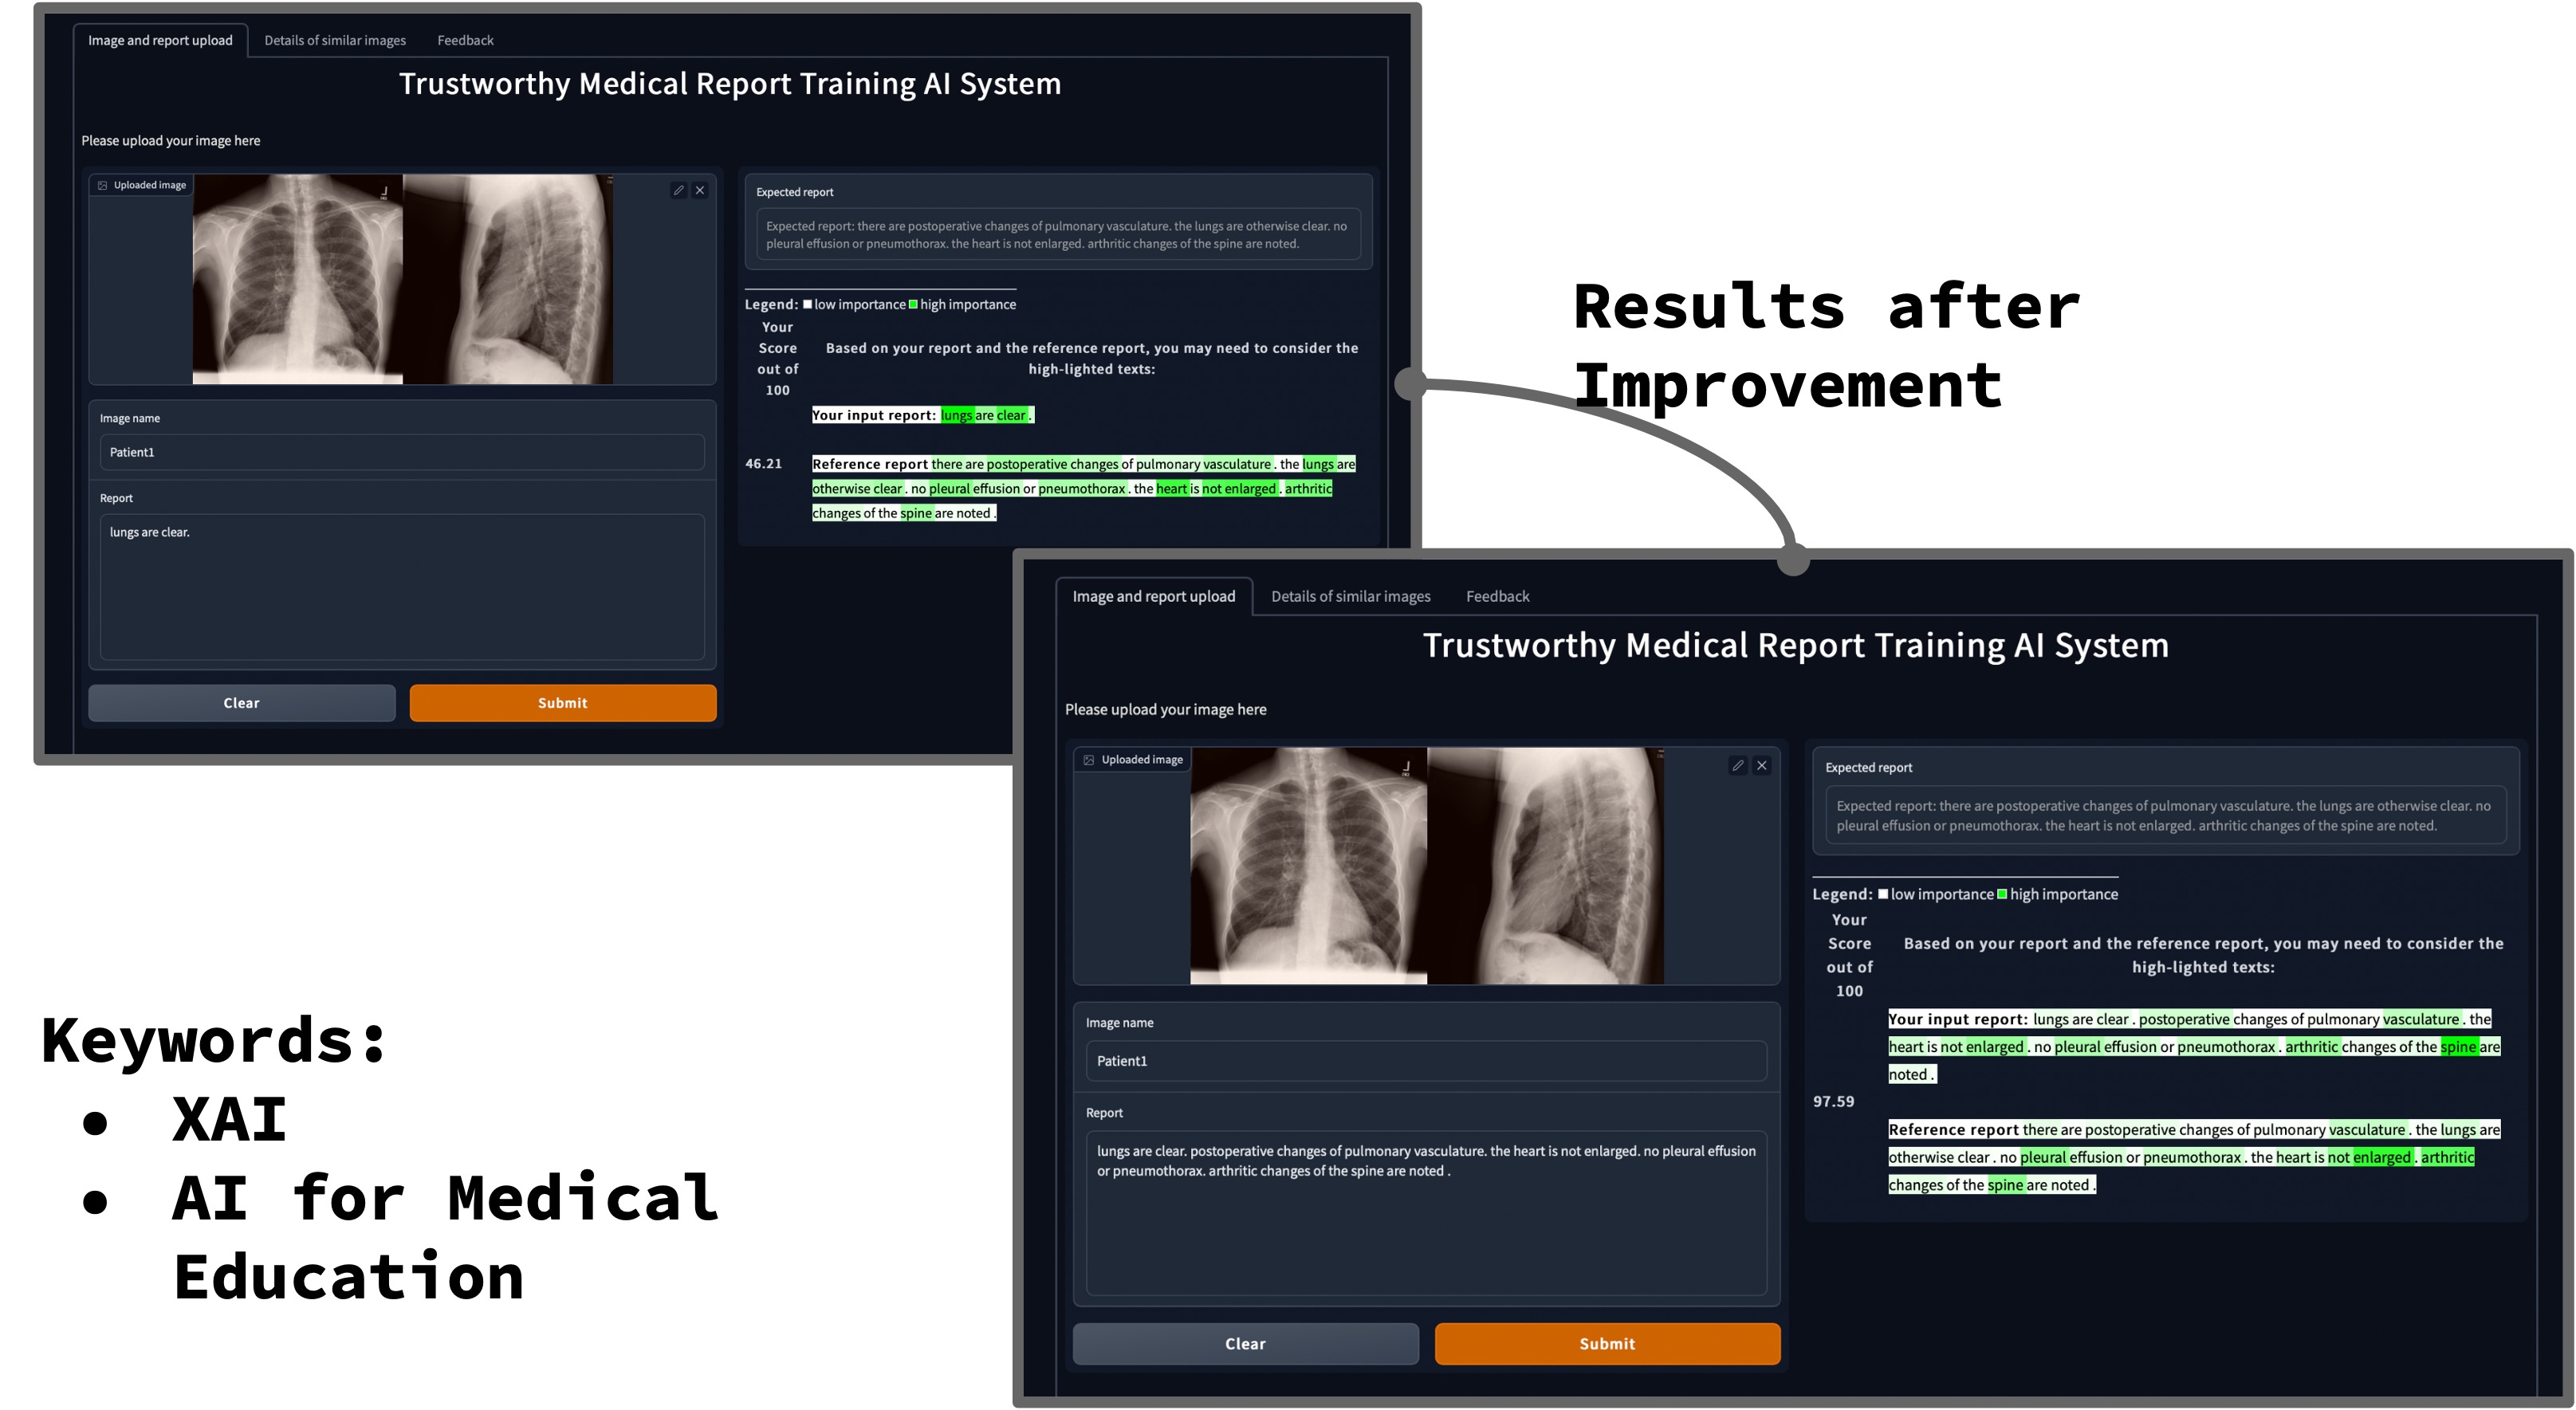 Image and report upload Details of similar images Feedback
Trustworthy Medical Report Training AI System
Please upload your image here
Uploaded image
L
Image name
Patient1
Report
lungs are clear.
Clear Submit
Expected report
Expected report: there are postoperative changes of pulmonary vasculature. the lungs are otherwise clear. no
pleural effusion or pneumothorax. the heart is not enlarged. arthritic changes of the spine are noted.
Legend: low importance high importance
Your
Score
out of
100
Based on your report and the reference report, you may need to consider the
high-lighted texts:
Your input report: lungs are clear .
46.21
Reference report there are postoperative changes of pulmonary vasculature . the lungs are
otherwise clear . no pleural effusion or pneumothorax . the heart is not enlarged . arthritic
changes of the spine are noted .
Results after
Improvement
Image and report upload Details of similar images Feedback
Trustworthy Medical Report Training AI System
Please upload your image here
Uploaded image
L
Image name
Patient1
Report
lungs are clear. postoperative changes of pulmonary vasculature. the heart is not enlarged. no pleural effusion
or pneumothorax. arthritic changes of the spine are noted .
Clear Submit
Expected report
Expected report: there are postoperative changes of pulmonary vasculature. the lungs are otherwise clear. no
pleural effusion or pneumothorax. the heart is not enlarged. arthritic changes of the spine are noted.
Legend: low importance high importance
Your
Score
out of
100
Based on your report and the reference report, you may need to consider the
high-lighted texts:
Your input report: lungs are clear . postoperative changes of pulmonary vasculature . the
heart is not enlarged . no pleural effusion or pneumothorax . arthritic changes of the spine are
noted .
97.59
Reference report there are postoperative changes of pulmonary vasculature . the lungs are
otherwise clear . no pleural effusion or pneumothorax . the heart is not enlarged . arthritic
changes of the spine are noted .
Keywords:
• XAI
• AI for Medical
Education